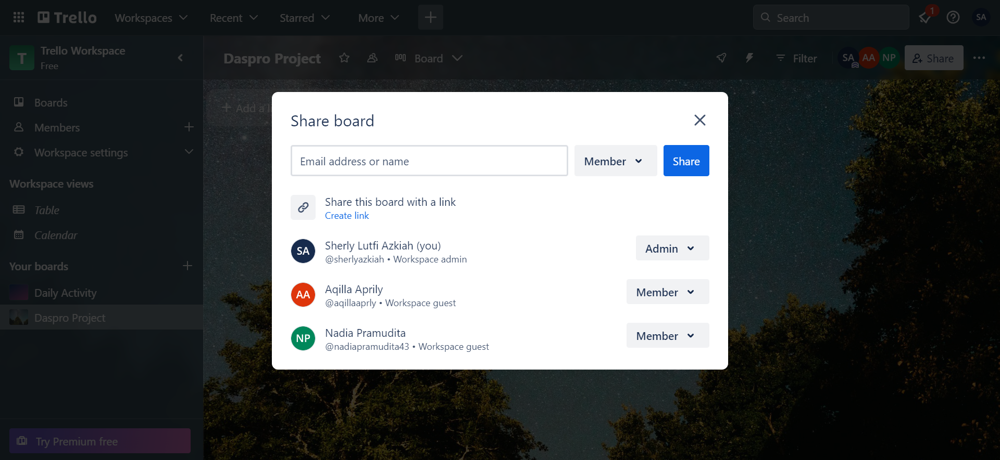 Trello
Workspaces
Recent
Starred
More
Search
1
SA
T
Trello Workspace
Free
Daspro Project
Board
Filter
SA
AA
NP
Share
Boards
Members
Workspace settings
Workspace views
Table
Calendar
Your boards
Daily Activity
Daspro Project
Try Premium free
Add a li
Share board
Email address or name
Member
Share
Share this board with a link
Create link
SA
Sherly Lutfi Azkiah (you)
@sherlyazkiah • Workspace admin
Admin
AA
Aqilla Aprily
@aqillaaprly • Workspace guest
Member
NP
Nadia Pramudita
@nadiapramudita43 • Workspace guest
Member